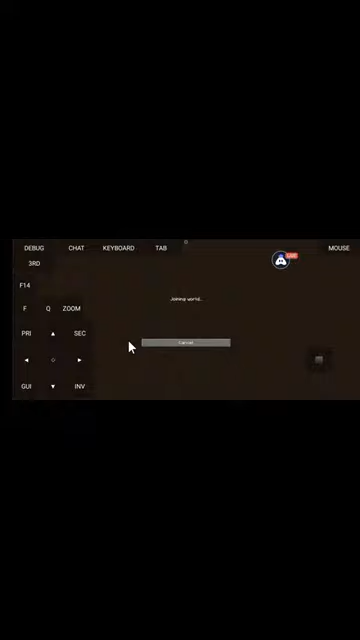 DEBUG CHAT KEYBOARD TAB MOUSE
3RD
F14
Joining world..
F Q ZOOM
PRI ▲ SEC
Cancel
◄ ►
GUI ▼ INV